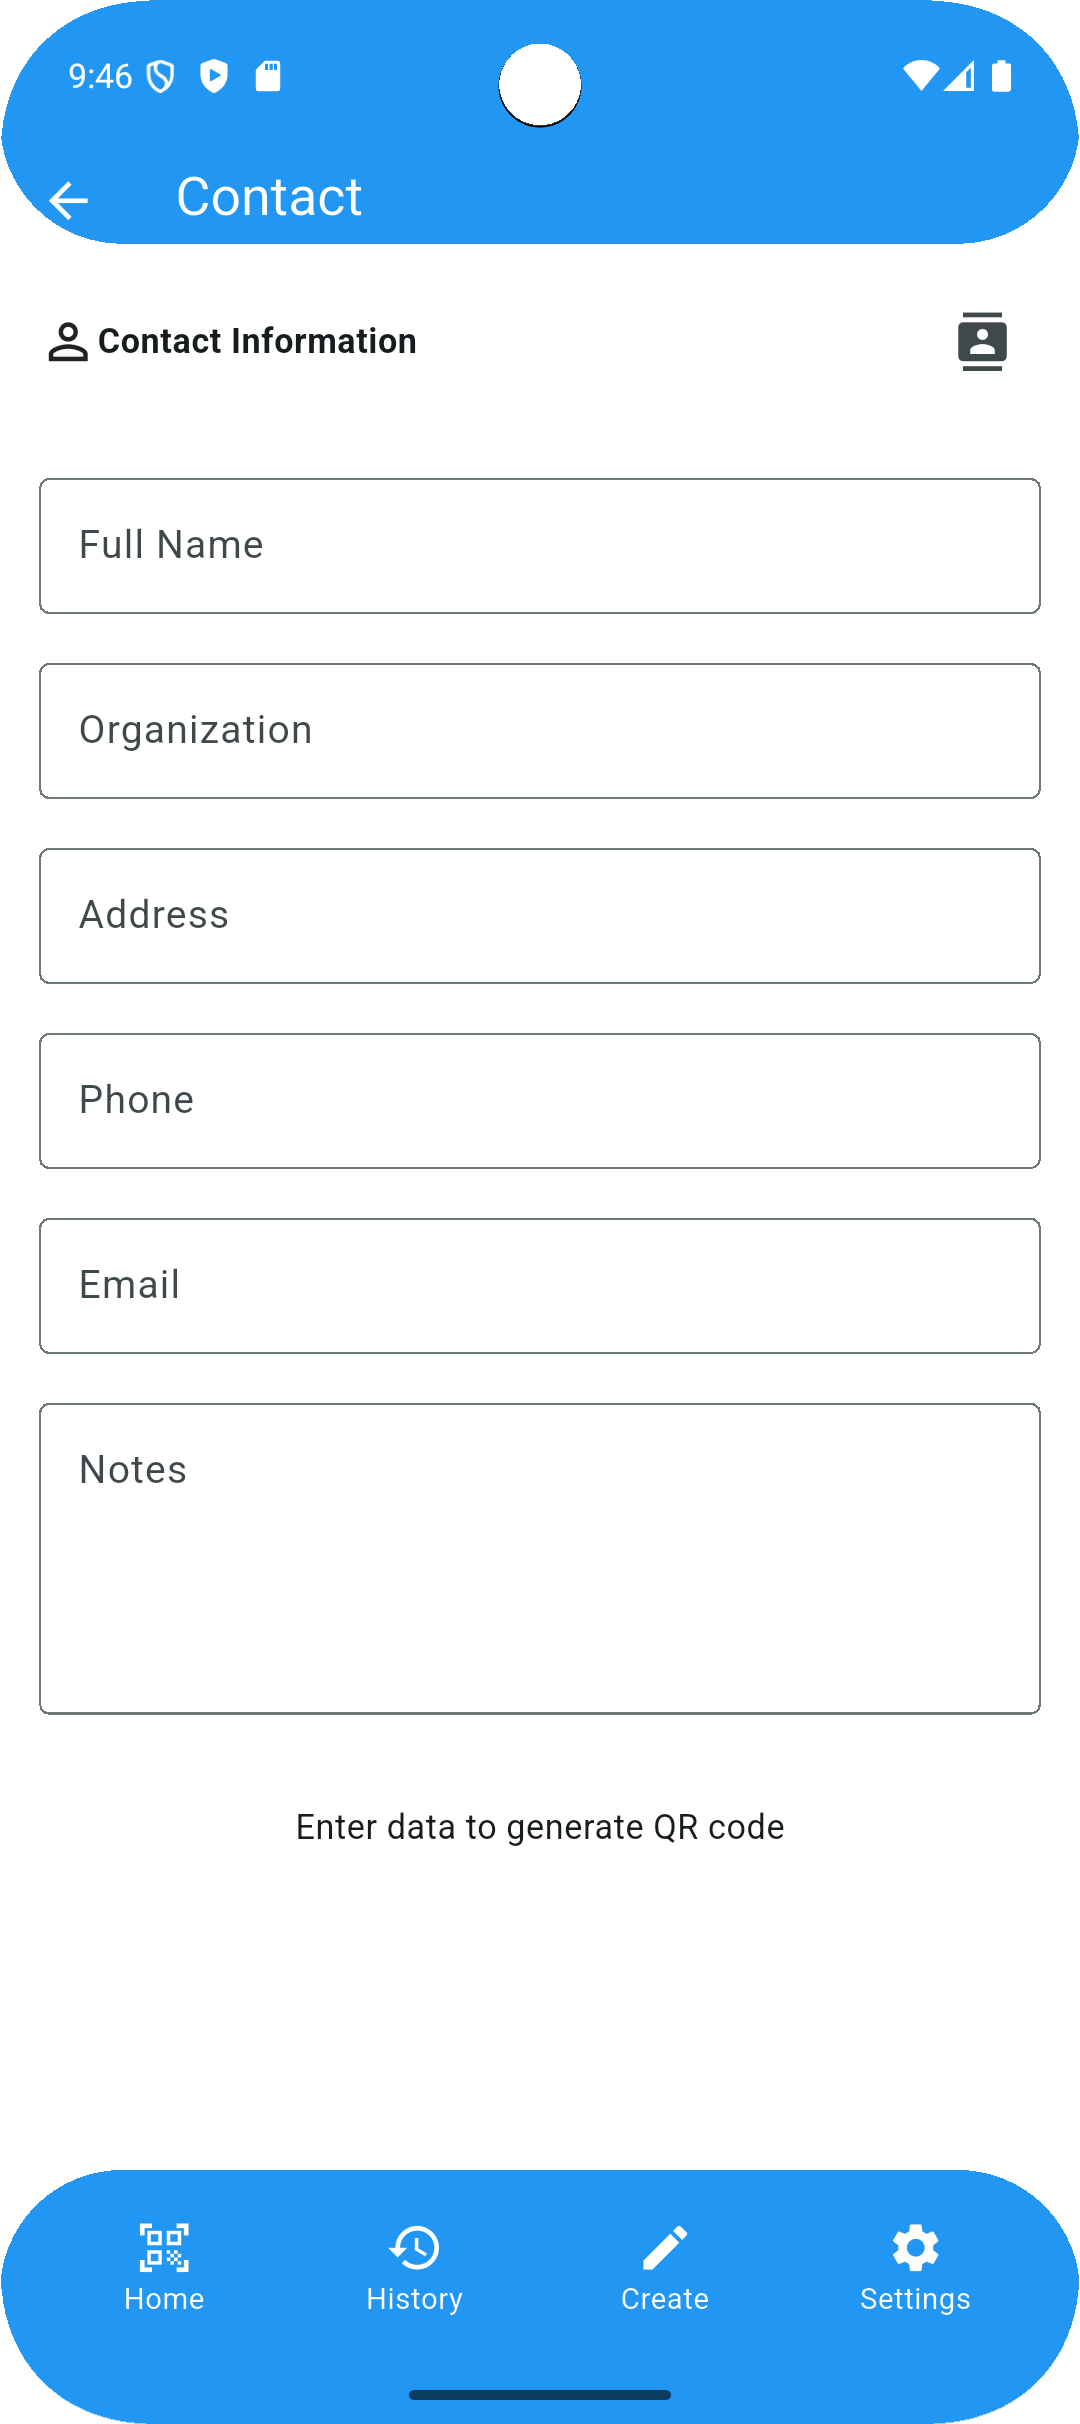 9:46
Contact
Contact Information
Full Name
Organization
Address
Phone
Email
Notes
Enter data to generate QR code
Home
History
Create
Settings